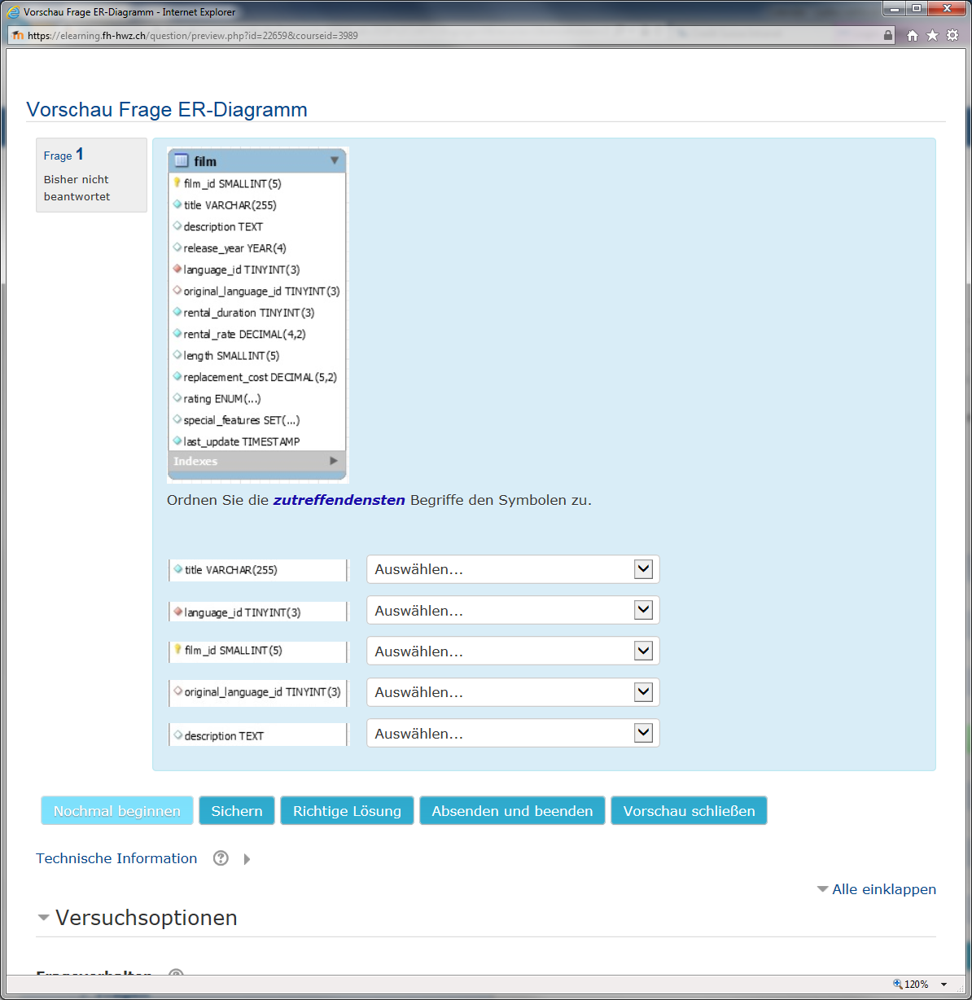 Vorschau Frage ER-Diagramm - Internet Explorer
https://elearning.fh-hwz.ch/question/preview.php?id=22659&courseid=3989
Vorschau Frage ER-Diagramm
Frage 1
Bisher nicht
beantwortet
film
film_id SMALLINT(5)
title VARCHAR(255)
description TEXT
release_year YEAR(4)
language_id TINYINT(3)
original_language_id TINYINT(3)
rental_duration TINYINT(3)
rental_rate DECIMAL(4,2)
length SMALLINT(5)
replacement_cost DECIMAL(5,2)
rating ENUM(...)
special_features SET(...)
last_update TIMESTAMP
Indexes
Ordnen Sie die zutreffendensten Begriffe den Symbolen zu.
title VARCHAR(255) Auswählen...
language_id TINYINT(3) Auswählen...
film_id SMALLINT(5) Auswählen...
original_language_id TINYINT(3) Auswählen...
description TEXT Auswählen...
Nochmal beginnen Sichern Richtige Lösung Absenden und beenden Vorschau schließen
Technische Information
Alle einklappen
Versuchsoptionen
120%